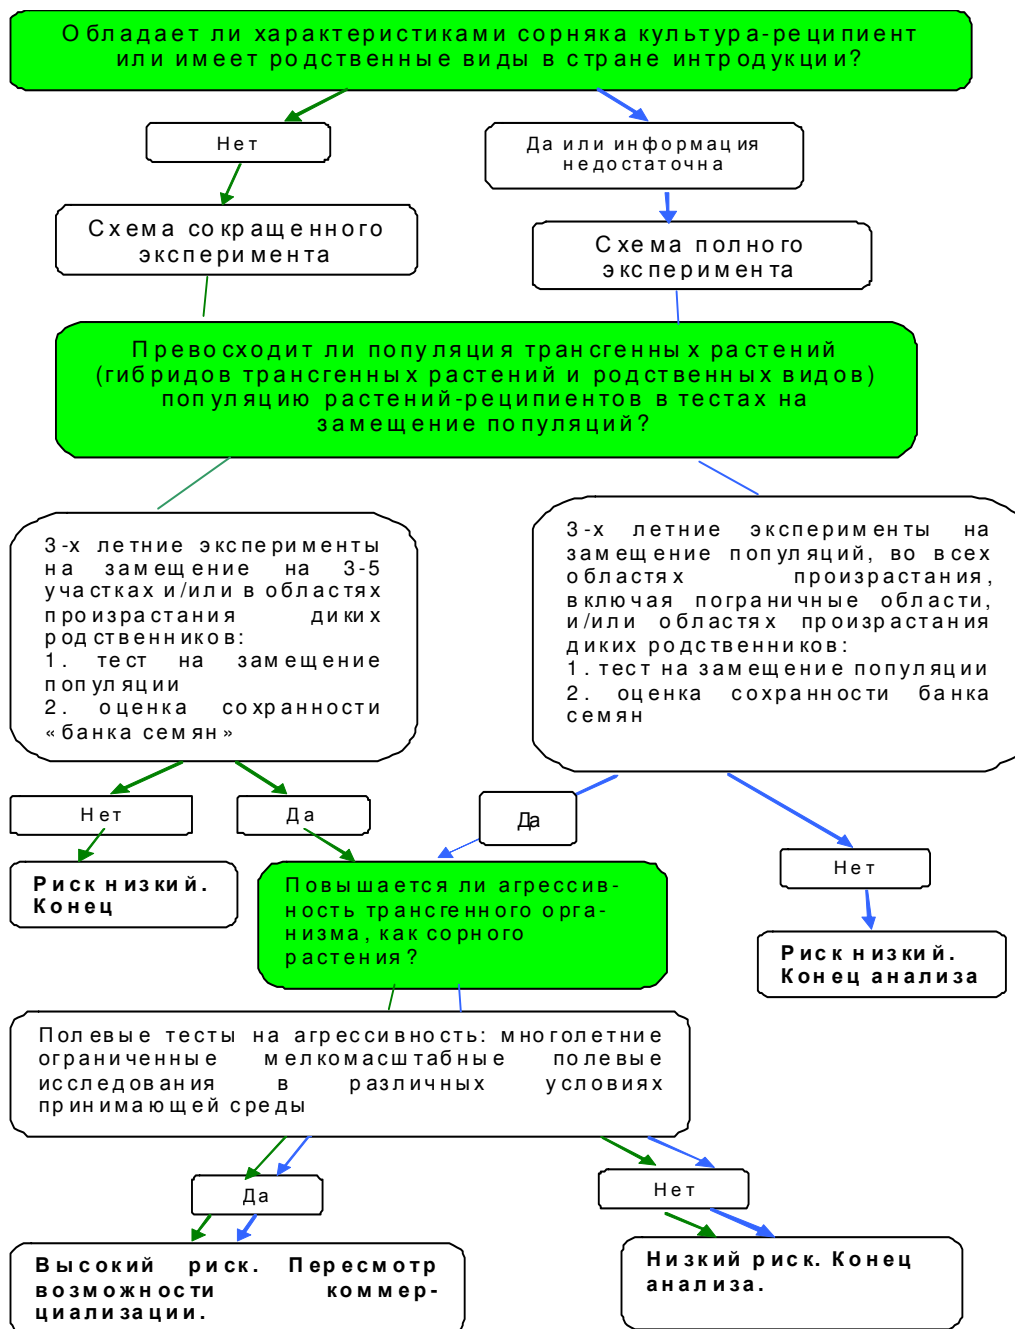 Обладает ли характеристиками сорняка культура-реципиент
или имеет родственные виды в стране интродукции?
Нет
Да или информация
недостаточна
Схема сокращенного
эксперимента
Схема полного
эксперимента
Превосходит ли популяция трансгенных растений
(гибридов трансгенных растений и родственных видов)
популяцию растений-реципиентов в тестах на
замещение популяций?
3-х летние эксперименты
на замещение на 3-5
участках и/или в областях
произрастания диких
родственников:
1. тест на замещение
популяции
2. оценка сохранности
«банка семян»
3-х летние эксперименты на
замещение популяций, во всех
областях произрастания,
включая пограничные области,
и/или областях произрастания
диких родственников:
1. тест на замещение популяции
2. оценка сохранности банка
семян
Нет
Да
Да
Нет
Риск низкий.
Конец
Повышается ли агрессив-
ность трансгенного орга-
низма, как сорного
растения?
Риск низкий.
Конец анализа
Полевые тесты на агрессивность: многолетние
ограниченные мелкомасштабные полевые
исследования в различных условиях
принимающей среды
Да
Нет
Высокий риск. Пересмотр
возможности коммер-
циализации.
Низкий риск. Конец
анализа.